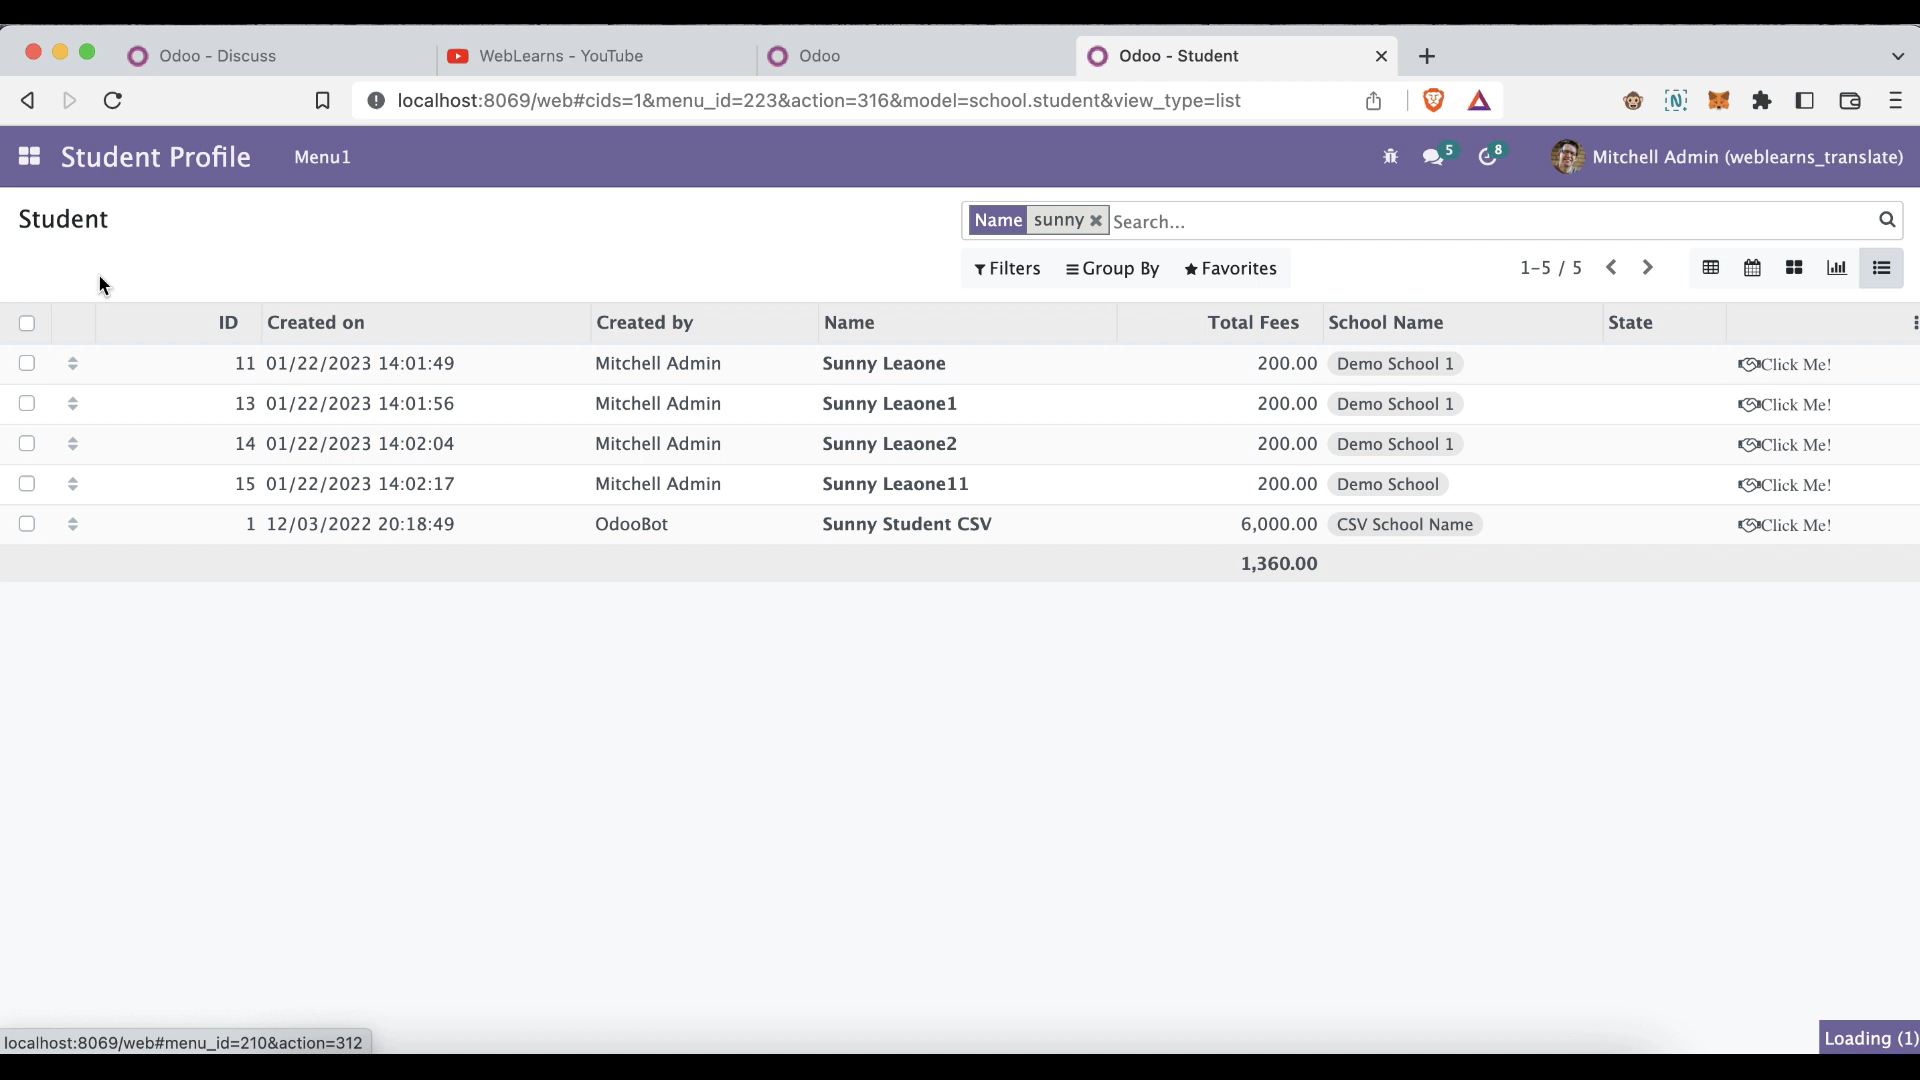 Odoo - Discuss WebLearns - YouTube Odoo Odoo - Student
localhost:8069/web#cids=1&menu_id=223&action=316&model=school.student&view_type=list
Student Profile Menu1 5 8 Mitchell Admin (weblearns_translate)
Student Name sunny Search...
Filters Group By Favorites 1-5 / 5
ID Created on Created by Name Total Fees School Name State
11 01/22/2023 14:01:49 Mitchell Admin Sunny Leaone 200.00 Demo School 1 Click Me!
13 01/22/2023 14:01:56 Mitchell Admin Sunny Leaone1 200.00 Demo School 1 Click Me!
14 01/22/2023 14:02:04 Mitchell Admin Sunny Leaone2 200.00 Demo School 1 Click Me!
15 01/22/2023 14:02:17 Mitchell Admin Sunny Leaone11 200.00 Demo School Click Me!
1 12/03/2022 20:18:49 OdooBot Sunny Student CSV 6,000.00 CSV School Name Click Me!
1,360.00
localhost:8069/web#menu_id=210&action=312 Loading (1)